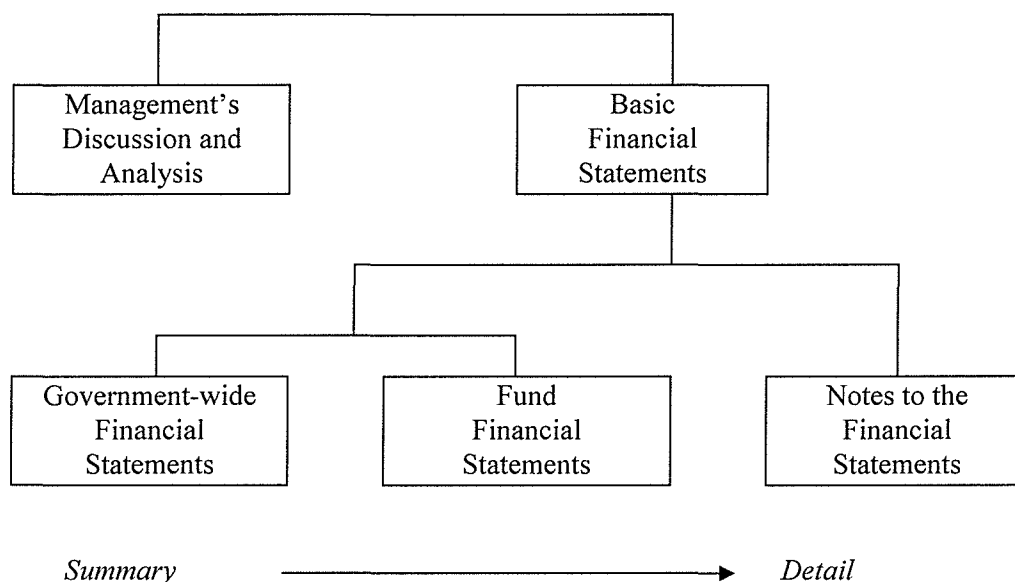 Management's
Discussion and
Analysis
Basic
Financial
Statements
Government-wide
Financial
Statements
Fund
Financial
Statements
Notes to the
Financial
Statements
Summary
Detail